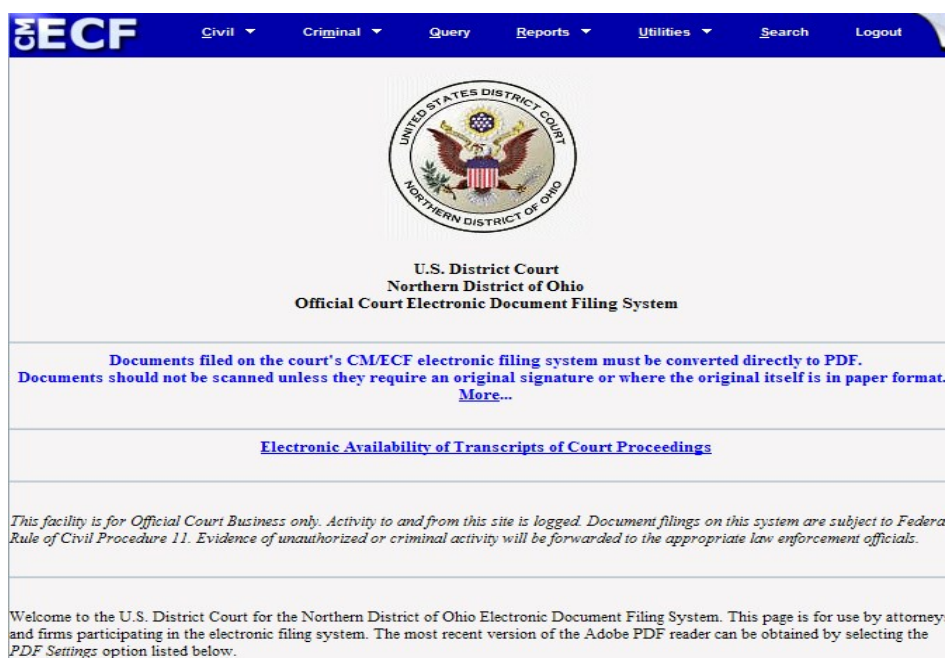 CM ECF Civil Criminal Query Reports Utilities Search Logout
UNITED STATES DISTRICT COURT
NORTHERN DISTRICT OF OHIO
U.S. District Court
Northern District of Ohio
Official Court Electronic Document Filing System
Documents filed on the court's CM/ECF electronic filing system must be converted directly to PDF.
Documents should not be scanned unless they require an original signature or where the original itself is in paper format.
More...
Electronic Availability of Transcripts of Court Proceedings
This facility is for Official Court Business only. Activity to and from this site is logged. Document filings on this system are subject to Federa
Rule of Civil Procedure 11. Evidence of unauthorized or criminal activity will be forwarded to the appropriate law enforcement officials.
Welcome to the U.S. District Court for the Northern District of Ohio Electronic Document Filing System. This page is for use by attorney
and firms participating in the electronic filing system. The most recent version of the Adobe PDF reader can be obtained by selecting the
PDF Settings option listed below.